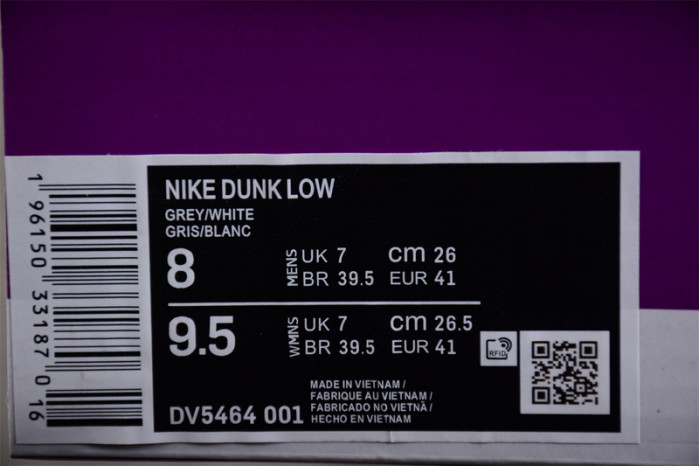 NIKE DUNK LOW
GREY/WHITE
GRIS/BLANC
8
MENS
UK 7 cm 26
BR 39.5 EUR 41
9.5
WMNS
UK 7 cm 26.5
BR 39.5 EUR 41
RFID
MADE IN VIETNAM /
FABRIQUE AU VIETNAM /
FABRICADO NO VIETNÃ /
HECHO EN VIETNAM
DV5464 001
1 96150 33187 0 16